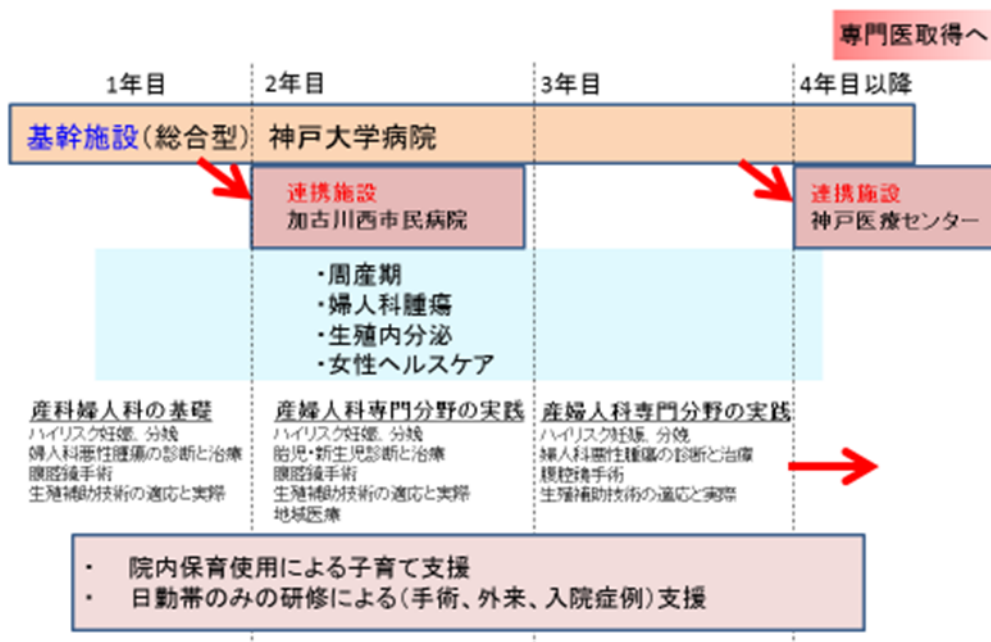 専門医取得へ
1年目
2年目
3年目
4年目以降
基幹施設(総合型) 神戸大学病院
連携施設
加古川西市民病院
連携施設
神戸医療センター
・周産期
・婦人科腫瘍
・生殖内分泌
・女性ヘルスケア
産科婦人科の基礎
ハイリスク妊娠、分娩
婦人科悪性腫瘍の診断と治療
腹腔鏡手術
生殖補助技術の適応と実際
産婦人科専門分野の実践
ハイリスク妊娠、分娩
胎児・新生児診断と治療
腹腔鏡手術
生殖補助技術の適応と実際
地域医療
産婦人科専門分野の実践
ハイリスク妊娠、分娩
婦人科悪性腫瘍の診断と治療
腹腔鏡手術
生殖補助技術の適応と実際
・ 院内保育使用による子育て支援
・ 日勤帯のみの研修による(手術、外来、入院症例)支援